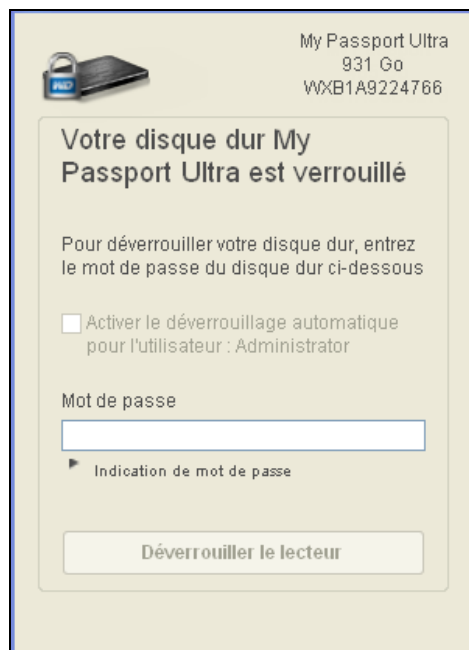 My Passport Ultra
931 Go
WXB1A9224766
WD
Votre disque dur My
Passport Ultra est verrouillé
Pour déverrouiller votre disque dur, entrez
le mot de passe du disque dur ci-dessous
Activer le déverrouillage automatique
pour l'utilisateur : Administrator
Mot de passe
Indication de mot de passe
Déverrouiller le lecteur